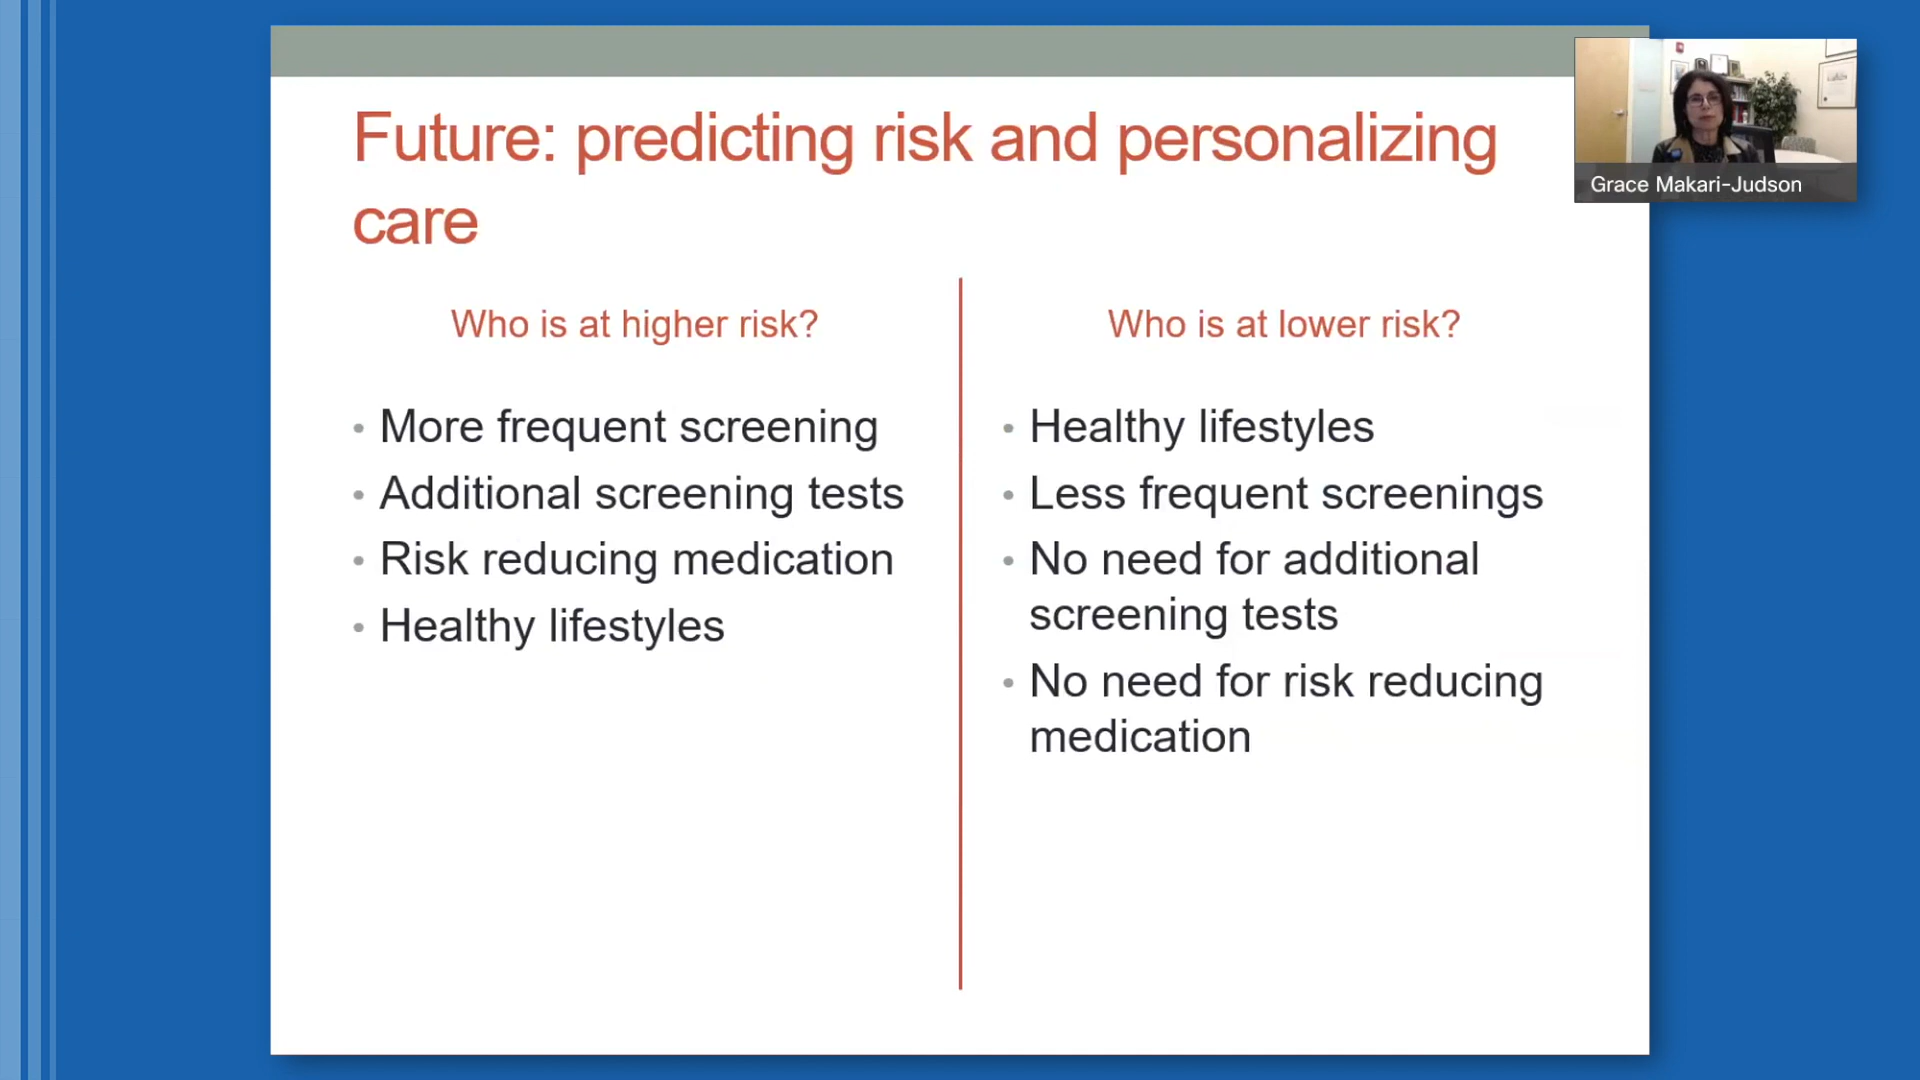 Future: predicting risk and personalizing
care
Who is at higher risk?
More frequent screening
Additional screening tests
Risk reducing medication
Healthy lifestyles
Who is at lower risk?
Healthy lifestyles
Less frequent screenings
No need for additional
screening tests
No need for risk reducing
medication
Grace Makari-Judson